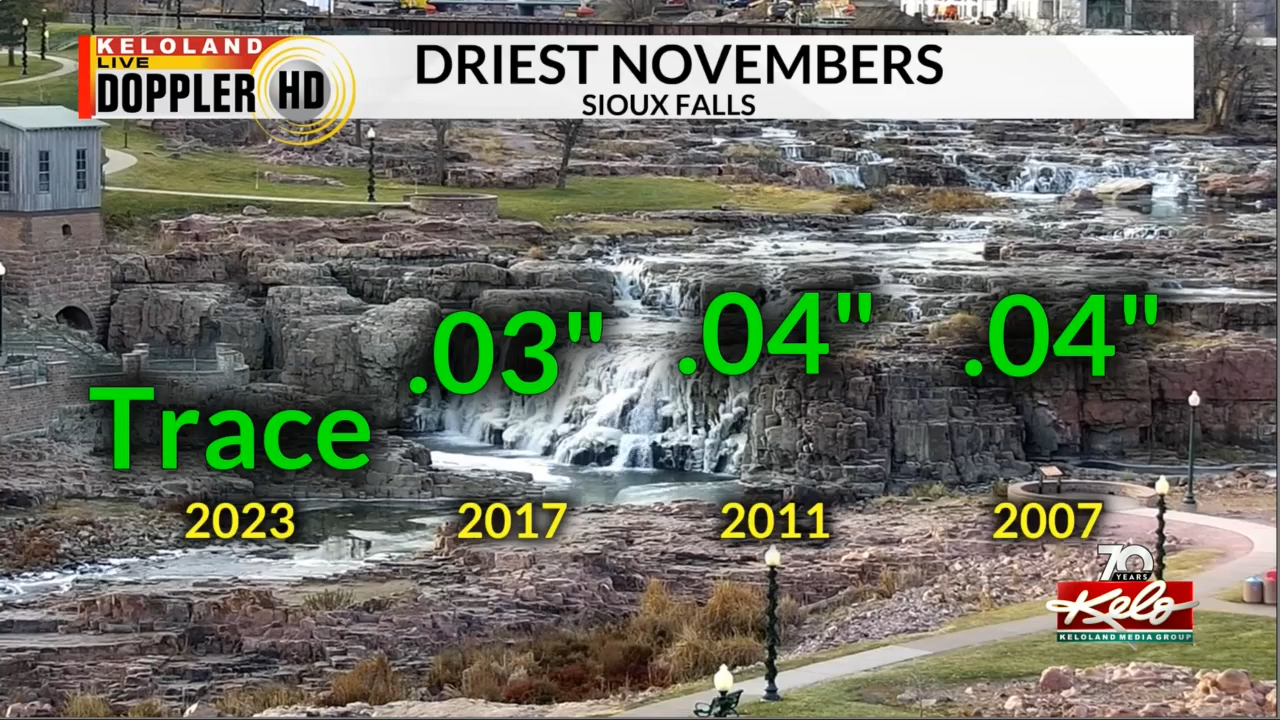 KELOLAND
LIVE
DOPPLER HD
DRIEST NOVEMBERS
SIOUX FALLS
Trace
.03"
.04"
.04"
2023
2017
2011
2007
70
YEARS
Kelo
KELOLAND MEDIA GROUP